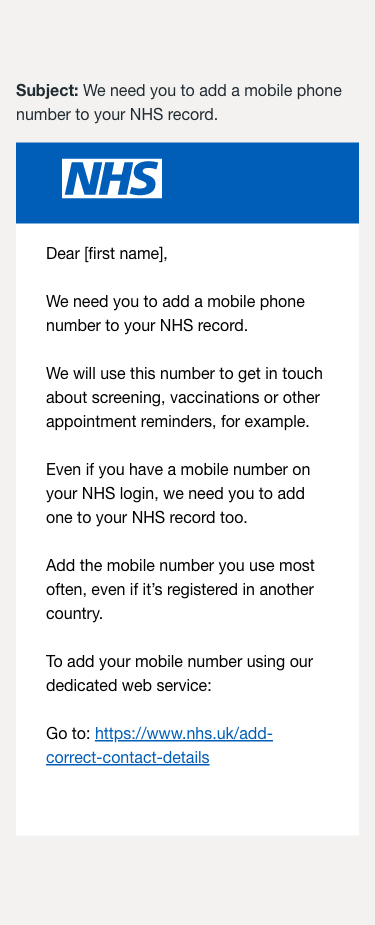 Subject: We need you to add a mobile phone
number to your NHS record.
NHS
Dear [first name],
We need you to add a mobile phone
number to your NHS record.
We will use this number to get in touch
about screening, vaccinations or other
appointment reminders, for example.
Even if you have a mobile number on
your NHS login, we need you to add
one to your NHS record too.
Add the mobile number you use most
often, even if it’s registered in another
country.
To add your mobile number using our
dedicated web service:
Go to: https://www.nhs.uk/add-
correct-contact-details